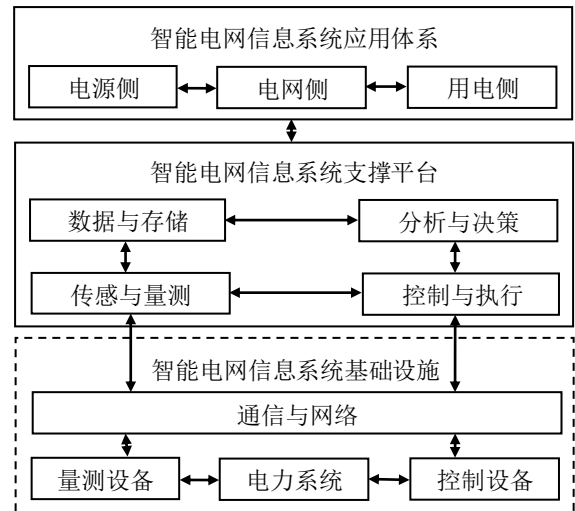 智能电网信息系统应用体系
电源侧 电网侧 用电侧
智能电网信息系统支撑平台
数据与存储 分析与决策
传感与量测 控制与执行
智能电网信息系统基础设施
通信与网络
量测设备 电力系统 控制设备